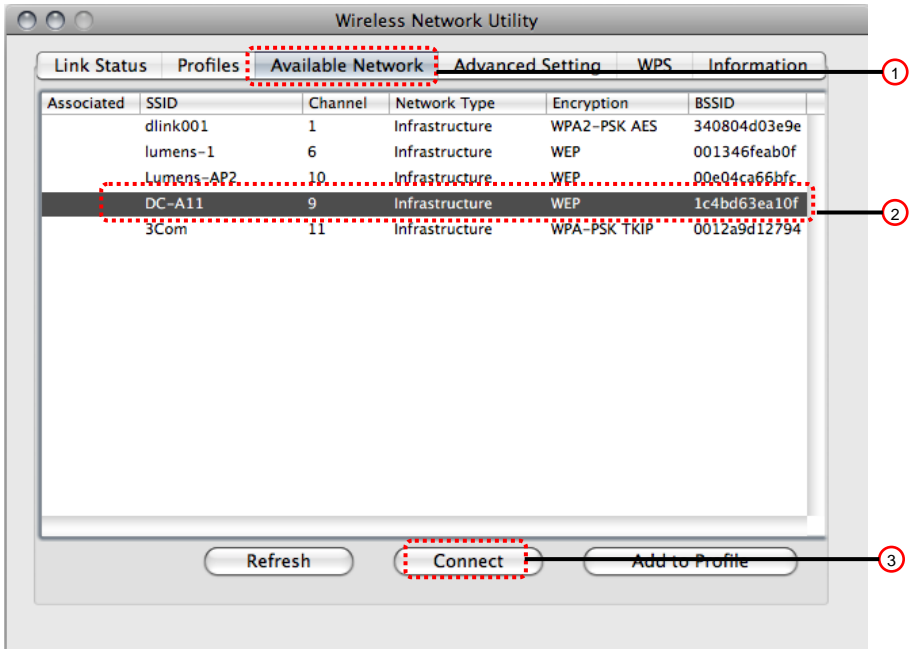 Wireless Network Utility
Link Status Profiles Available Network Advanced Setting WPS Information
1
Associated SSID Channel Network Type Encryption BSSID
dlink001 1 Infrastructure WPA2-PSK AES 340804d03e9e
lumens-1 6 Infrastructure WEP 001346feab0f
Lumens-AP2 10 Infrastructure WEP 00e04ca66bfc
DC-A11 9 Infrastructure WEP 1c4bd63ea10f
2
3Com 11 Infrastructure WPA-PSK TKIP 0012a9d12794
Refresh Connect Add to Profile
3